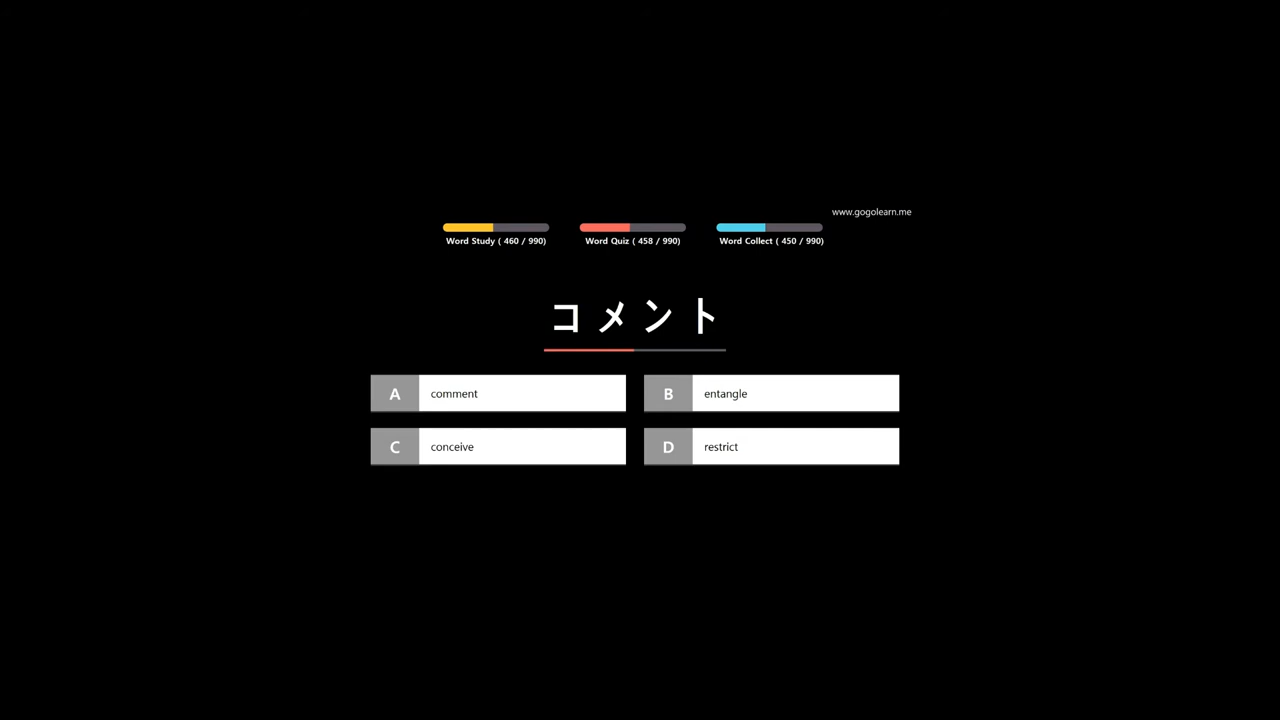 www.gogolearn.me
Word Study ( 460 / 990)
Word Quiz ( 458 / 990)
Word Collect ( 450 / 990)
コメント
A comment
B entangle
C conceive
D restrict